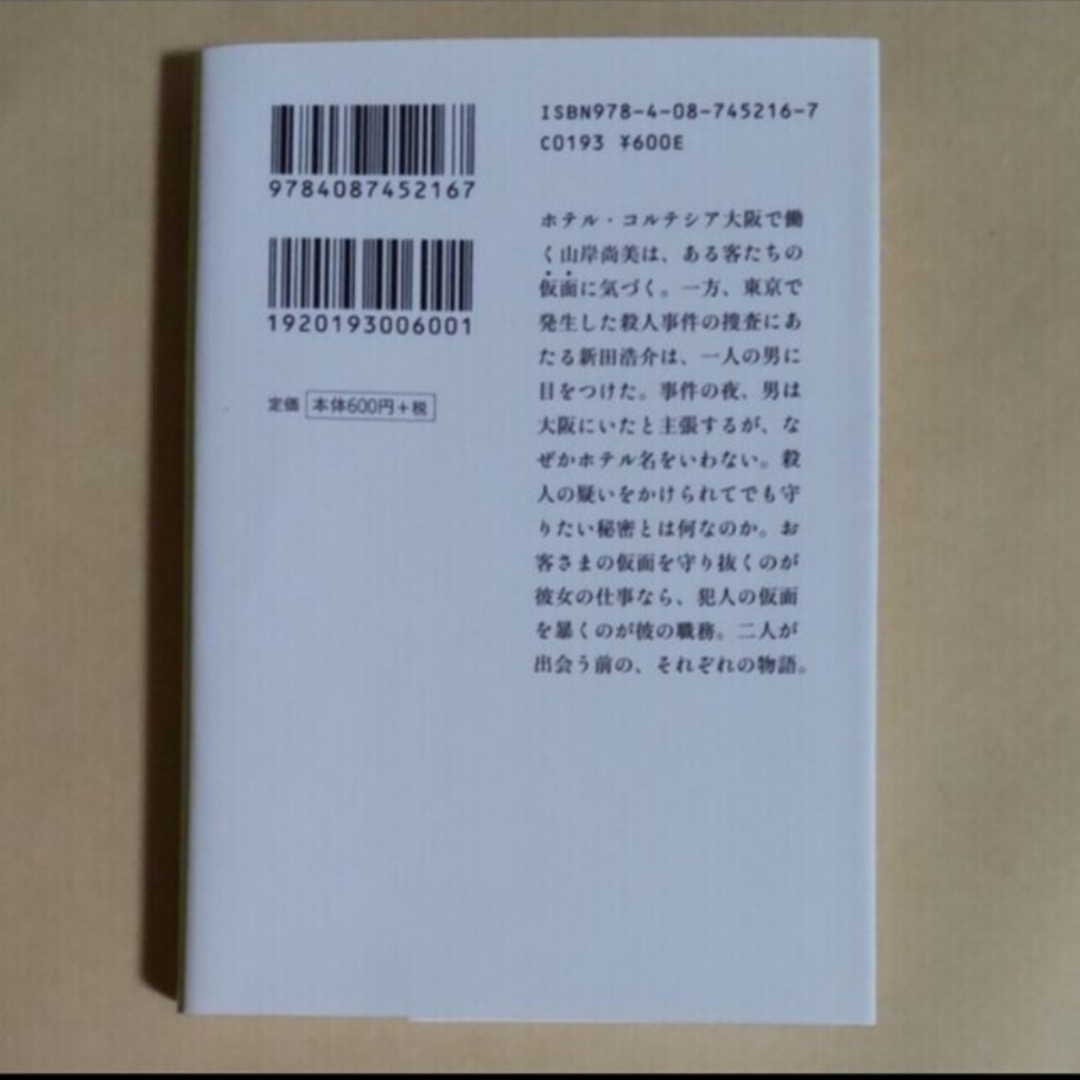 9784087452167
1920193006001
定価 本体600円+税
ISBN978-4-08-745216-7
C0193 ¥600E
ホテル・コルテシア大阪で働
く山岸尚美は、ある客たちの
仮面に気づく。一方、東京で
発生した殺人事件の捜査にあ
たる新田浩介は、一人の男に
目をつけた。事件の夜、男は
大阪にいたと主張するが、な
ぜかホテル名をいわない。殺
人の疑いをかけられてでも守
りたい秘密とは何なのか。お
客さまの仮面を守り抜くのが
彼女の仕事なら、犯人の仮面
を暴くのが彼の職務。二人が
出会う前の、それぞれの物語。